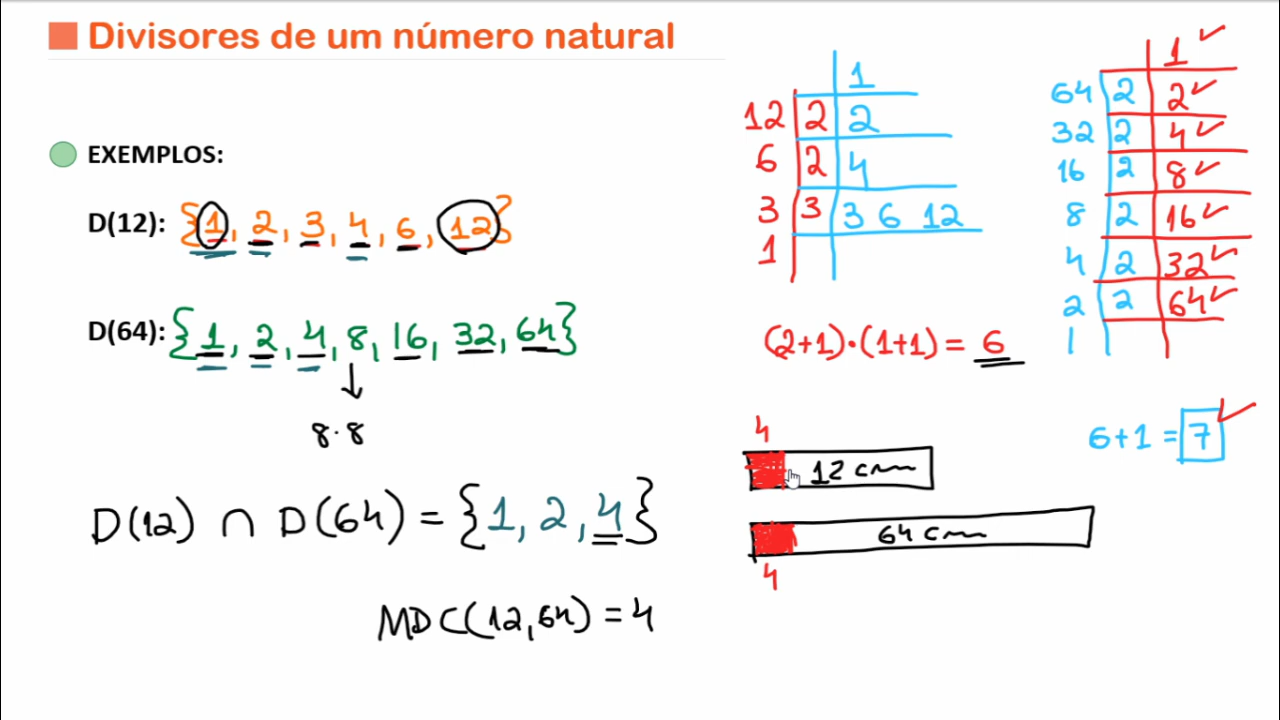 Divisores de um número natural
EXEMPLOS:
D(12): {1, 2, 3, 4, 6, 12}
D(64): {1, 2, 4, 8, 16, 32, 64}
8·8
D(12) ∩ D(64) = {1, 2, 4}
MDC(12,64) = 4
1
12 2 2
6 2 4
3 3 3 6 12
1
(2+1)·(1+1) = 6
1
64 2 2
32 2 4
16 2 8
8 2 16
4 2 32
2 2 64
1
6+1 = 7
4
12 cm
64 cm
4